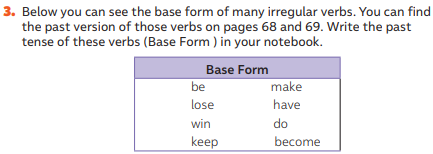 3. Below you can see the base form of many irregular verbs. You can find
the past version of those verbs on pages 68 and 69. Write the past
tense of these verbs (Base Form ) in your notebook.
Base Form
be make
lose have
win do
keep become